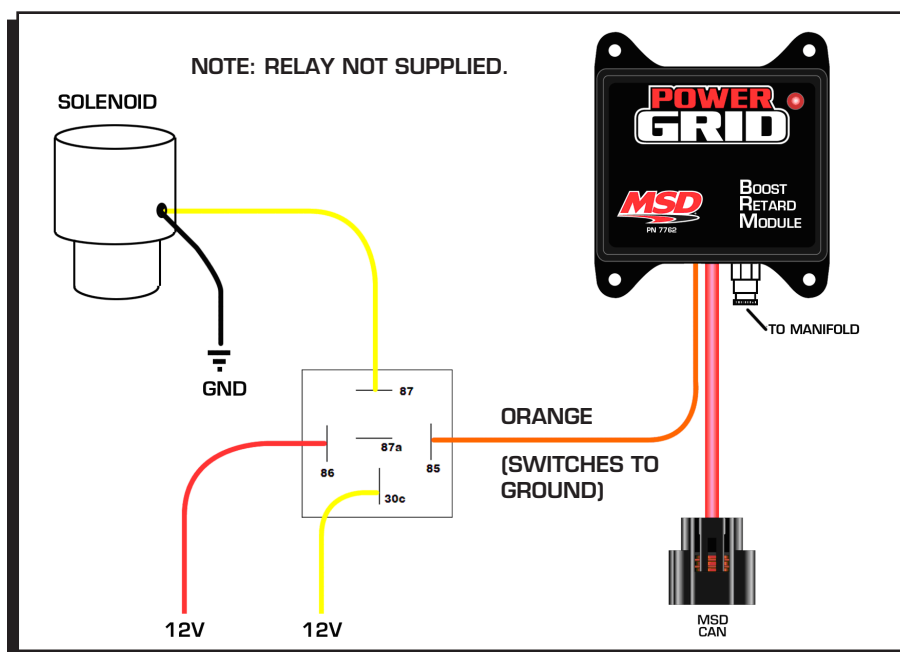 NOTE: RELAY NOT SUPPLIED.
SOLENOID
POWER
GRID
MSD
PN 7762
BOOST
RETARD
MODULE
TO MANIFOLD
GND
87
87a
86
85
30c
ORANGE
(SWITCHES TO
GROUND)
12V
12V
MSD
CAN